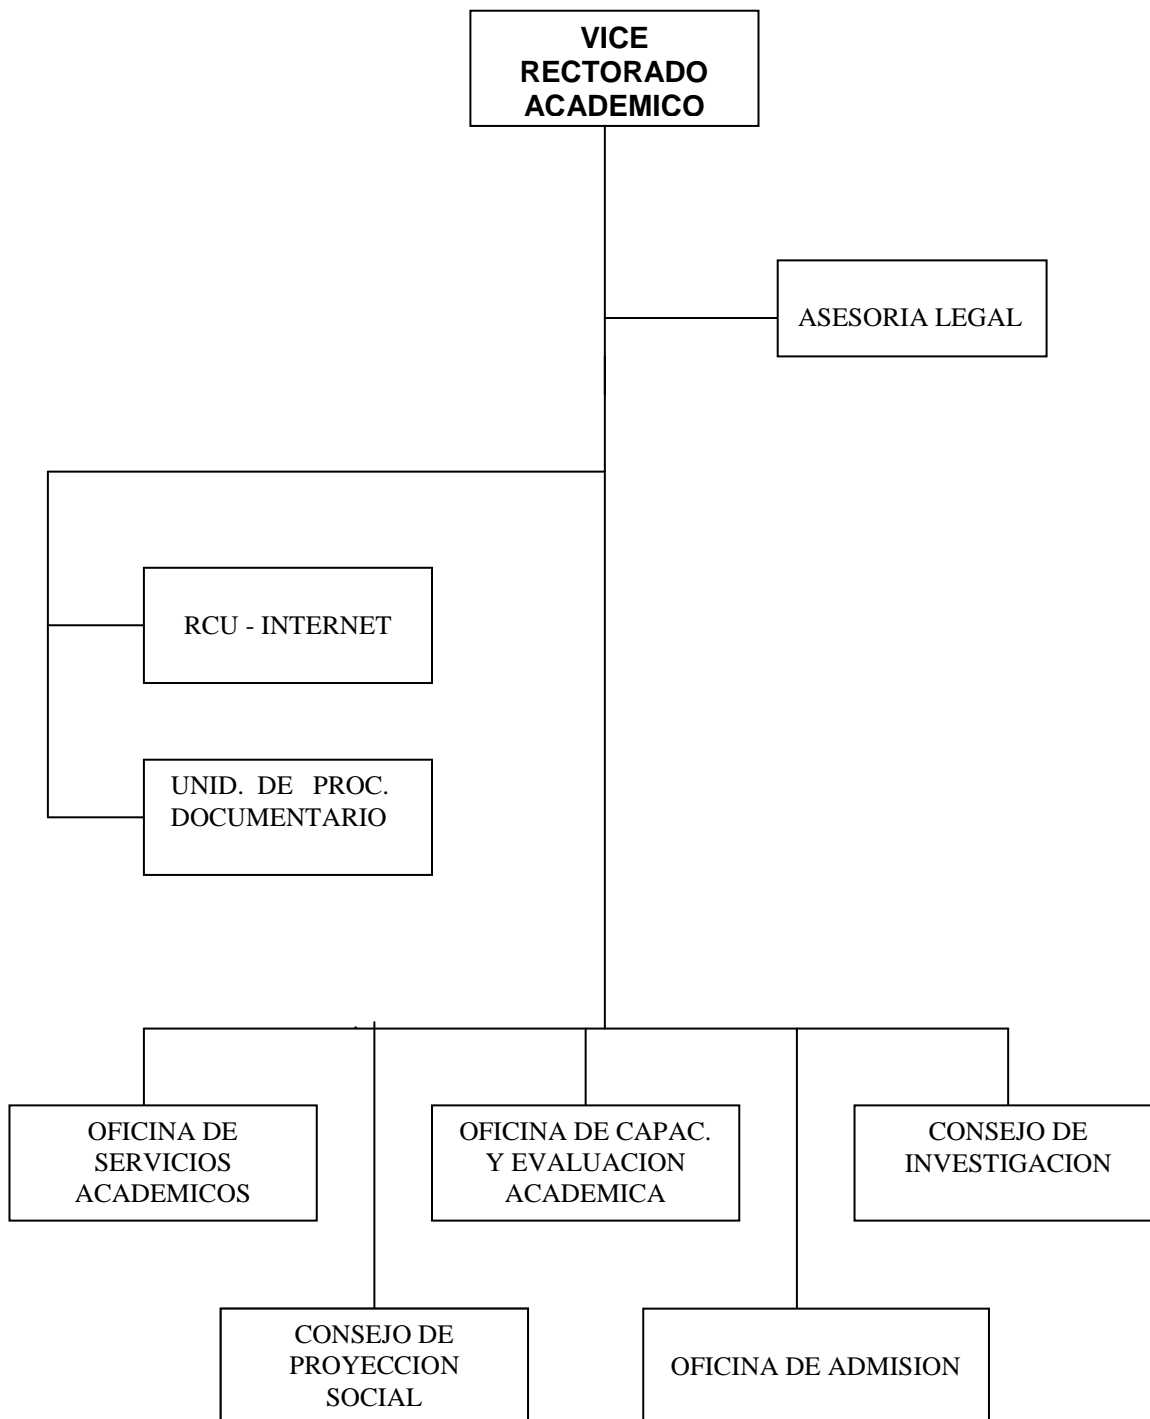 VICE
RECTORADO
ACADEMICO
ASESORIA LEGAL
RCU - INTERNET
UNID. DE PROC.
DOCUMENTARIO
OFICINA DE
SERVICIOS
ACADEMICOS
OFICINA DE CAPAC.
Y EVALUACION
ACADEMICA
CONSEJO DE
INVESTIGACION
CONSEJO DE
PROYECCION
SOCIAL
OFICINA DE ADMISION